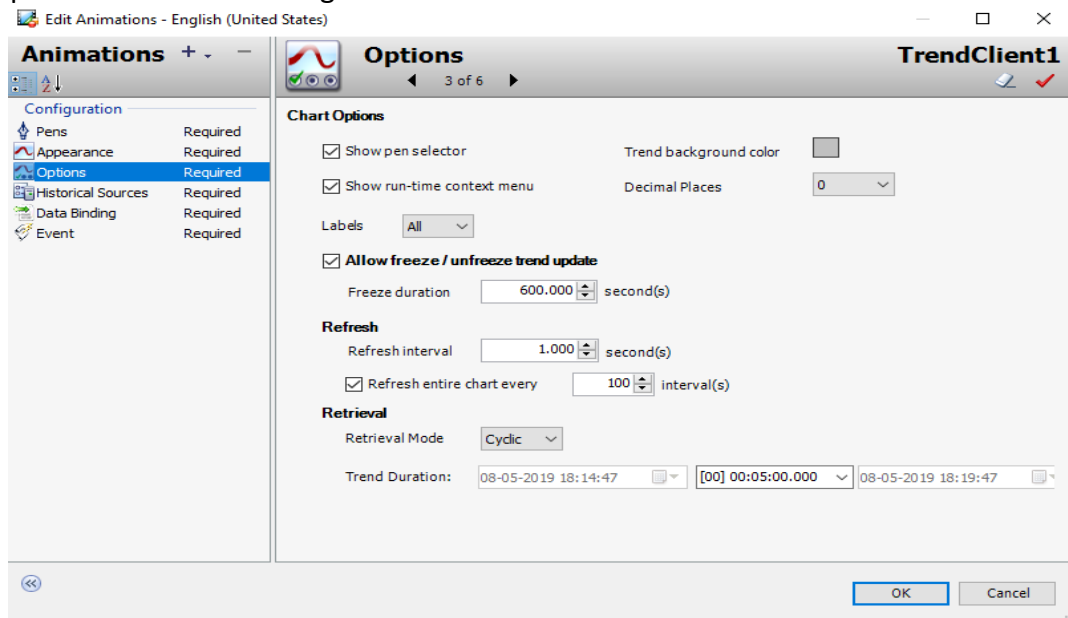 Edit Animations - English (United States)
Animations
Options
TrendClient1
3 of 6
Configuration
Pens Required
Appearance Required
Options Required
Historical Sources Required
Data Binding Required
Event Required
Chart Options
Show pen selector
Trend background color
Show run-time context menu
Decimal Places 0
Labels All
Allow freeze / unfreeze trend update
Freeze duration 600.000 second(s)
Refresh
Refresh interval 1.000 second(s)
Refresh entire chart every 100 interval(s)
Retrieval
Retrieval Mode Cyclic
Trend Duration: 08-05-2019 18:14:47 [00] 00:05:00.000 08-05-2019 18:19:47
OK Cancel